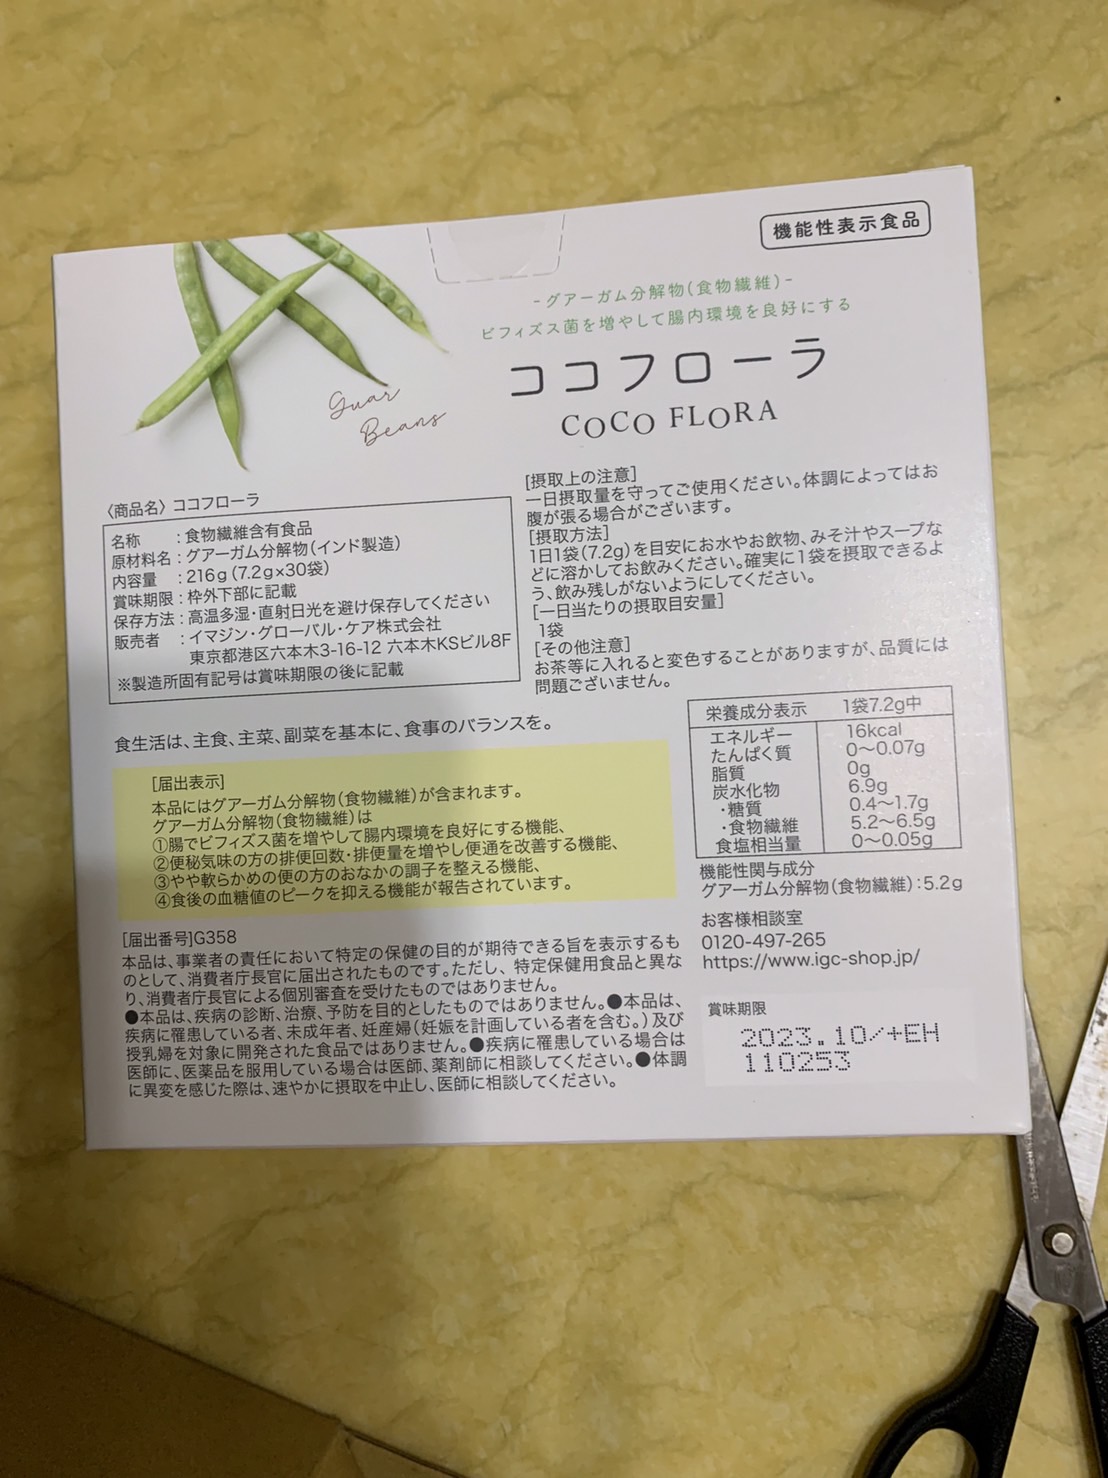 機能性表示食品
-グアーガム分解物(食物繊維)-
ビフィズス菌を増やして腸内環境を良好にする
ココフローラ
COCO FLORA
Guar
Beans
〈商品名〉ココフローラ
名称 :食物繊維含有食品
原材料名:グアーガム分解物(インド製造)
内容量 :216g(7.2g×30袋)
賞味期限:枠外下部に記載
保存方法:高温多湿・直射日光を避け保存してください
販売者 :イマジン・グローバル・ケア株式会社
東京都港区六本木3-16-12 六本木KSビル8F
※製造所固有記号は賞味期限の後に記載
[摂取上の注意]
一日摂取量を守ってご使用ください。体調によってはお
腹が張る場合がございます。
[摂取方法]
1日1袋(7.2g)を目安にお水やお飲物、みそ汁やスープな
どに溶かしてお飲みください。確実に1袋を摂取できるよ
う、飲み残しがないようにしてください。
[一日当たりの摂取目安量]
1袋
[その他注意]
お茶等に入れると変色することがありますが、品質には
問題ございません。
食生活は、主食、主菜、副菜を基本に、食事のバランスを。
[届出表示]
本品にはグアーガム分解物(食物繊維)が含まれます。
グアーガム分解物(食物繊維)は
①腸でビフィズス菌を増やして腸内環境を良好にする機能、
②便秘気味の方の排便回数・排便量を増やし便通を改善する機能、
③やや軟らかめの便の方のおなかの調子を整える機能、
④食後の血糖値のピークを抑える機能が報告されています。
[届出番号]G358
本品は、事業者の責任において特定の保健の目的が期待できる旨を表示するも
のとして、消費者庁長官に届出されたものです。ただし、特定保健用食品と異な
り、消費者庁長官による個別審査を受けたものではありません。
●本品は、疾病の診断、治療、予防を目的としたものではありません。●本品は、
疾病に罹患している者、未成年者、妊産婦(妊娠を計画している者を含む。)及び
授乳婦を対象に開発された食品ではありません。●疾病に罹患している場合は
医師に、医薬品を服用している場合は医師、薬剤師に相談してください。●体調
に異変を感じた際は、速やかに摂取を中止し、医師に相談してください。
栄養成分表示 1袋7.2g中
エネルギー 16kcal
たんぱく質 0〜0.07g
脂質 0g
炭水化物 6.9g
・糖質 0.4〜1.7g
・食物繊維 5.2〜6.5g
食塩相当量 0〜0.05g
機能性関与成分
グアーガム分解物(食物繊維):5.2g
お客様相談室
0120-497-265
https://www.igc-shop.jp/
賞味期限
2023.10/+EH
110253